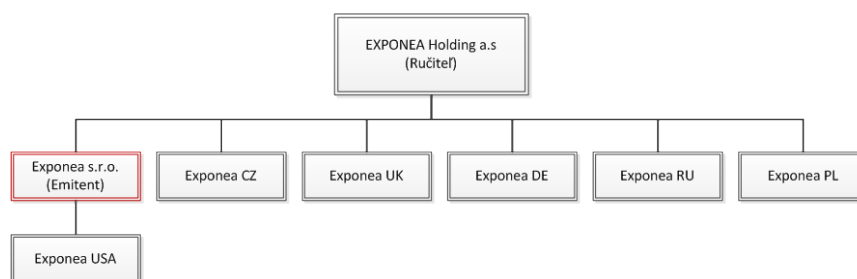 EXPONEA Holding a.s
(Ručiteľ)
Exponea s.r.o.
(Emitent)
Exponea CZ
Exponea UK
Exponea DE
Exponea RU
Exponea PL
Exponea USA